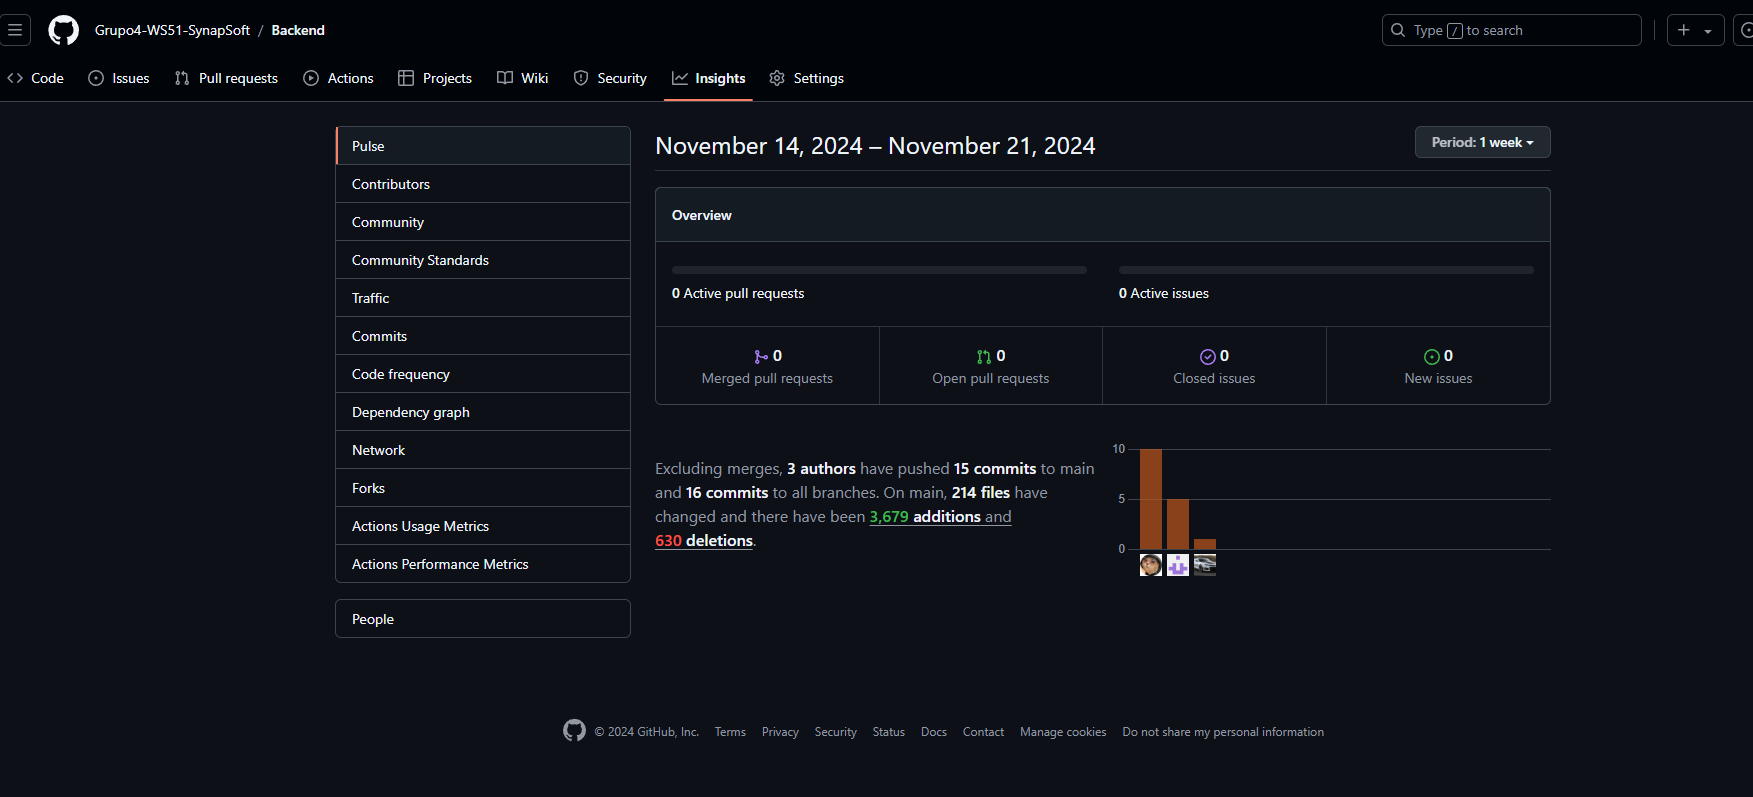 Grupo4-WS51-SynapSoft / Backend
Type / to search
Code Issues Pull requests Actions Projects Wiki Security Insights Settings
Pulse
Contributors
Community
Community Standards
Traffic
Commits
Code frequency
Dependency graph
Network
Forks
Actions Usage Metrics
Actions Performance Metrics
People
November 14, 2024 – November 21, 2024
Period: 1 week
Overview
0 Active pull requests
0 Active issues
0
Merged pull requests
0
Open pull requests
0
Closed issues
0
New issues
Excluding merges, 3 authors have pushed 15 commits to main
and 16 commits to all branches. On main, 214 files have
changed and there have been 3,679 additions and
630 deletions.
10
5
0
© 2024 GitHub, Inc. Terms Privacy Security Status Docs Contact Manage cookies Do not share my personal information